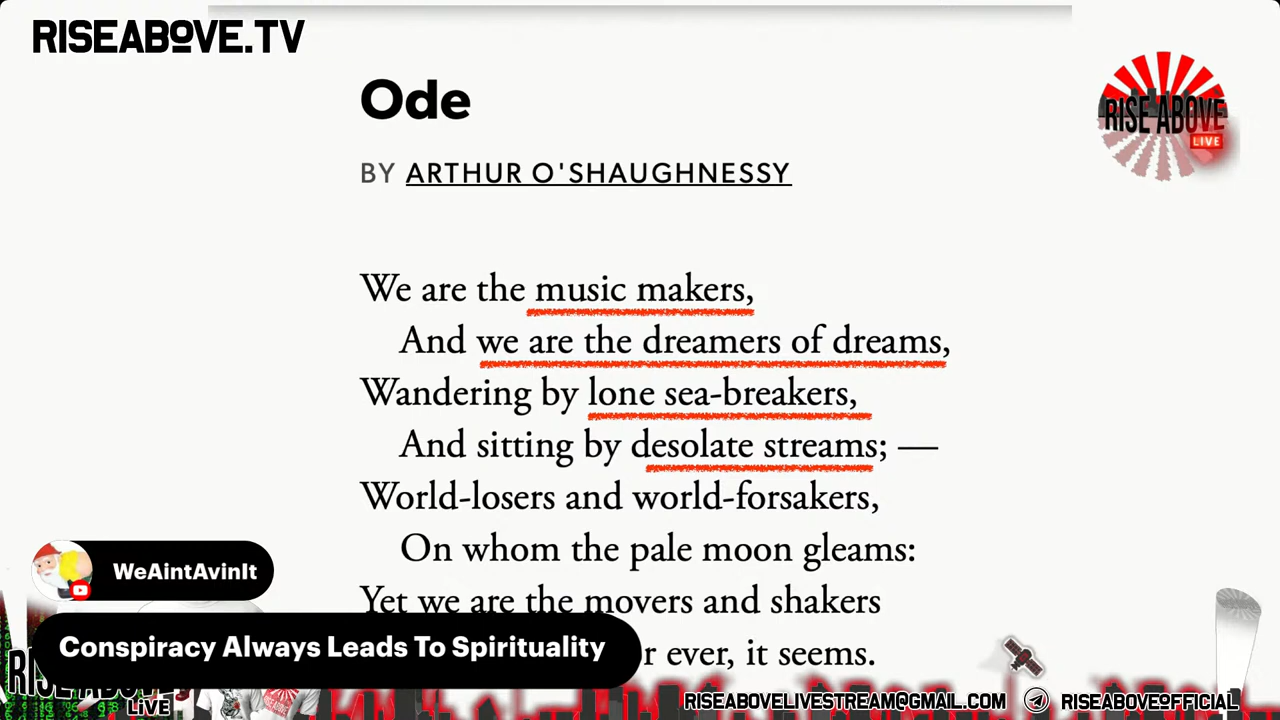 RISEABOVE.TV
Ode
BY ARTHUR O'SHAUGHNESSY
RISE ABOVE
LIVE
We are the music makers,
And we are the dreamers of dreams,
Wandering by lone sea-breakers,
And sitting by desolate streams; —
World-losers and world-forsakers,
On whom the pale moon gleams:
Yet we are the movers and shakers
r ever, it seems.
WeAintAvinIt
Conspiracy Always Leads To Spirituality
LIVE
RISEABOVELIVESTREAM@GMAIL.COM
RISEABOVE9FFICIAL